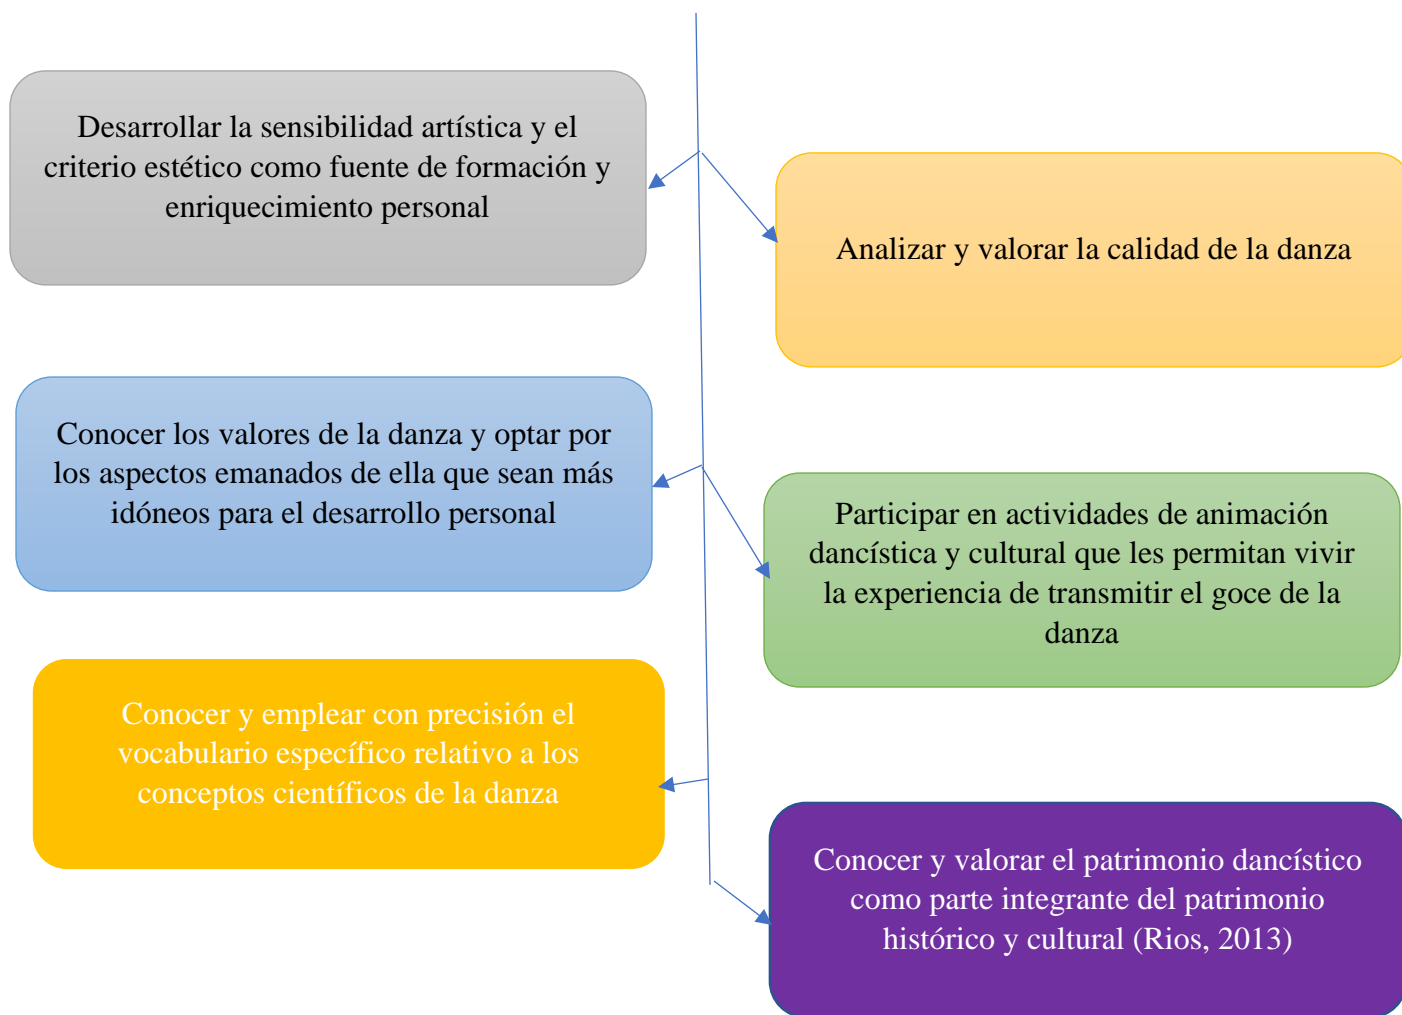 Desarrollar la sensibilidad artística y el
criterio estético como fuente de formación y
enriquecimiento personal
Analizar y valorar la calidad de la danza
Conocer los valores de la danza y optar por
los aspectos emanados de ella que sean más
idóneos para el desarrollo personal
Participar en actividades de animación
dancística y cultural que les permitan vivir
la experiencia de transmitir el goce de la
danza
Conocer y emplear con precisión el
vocabulario específico relativo a los
conceptos científicos de la danza
Conocer y valorar el patrimonio dancístico
como parte integrante del patrimonio
histórico y cultural (Rios, 2013)